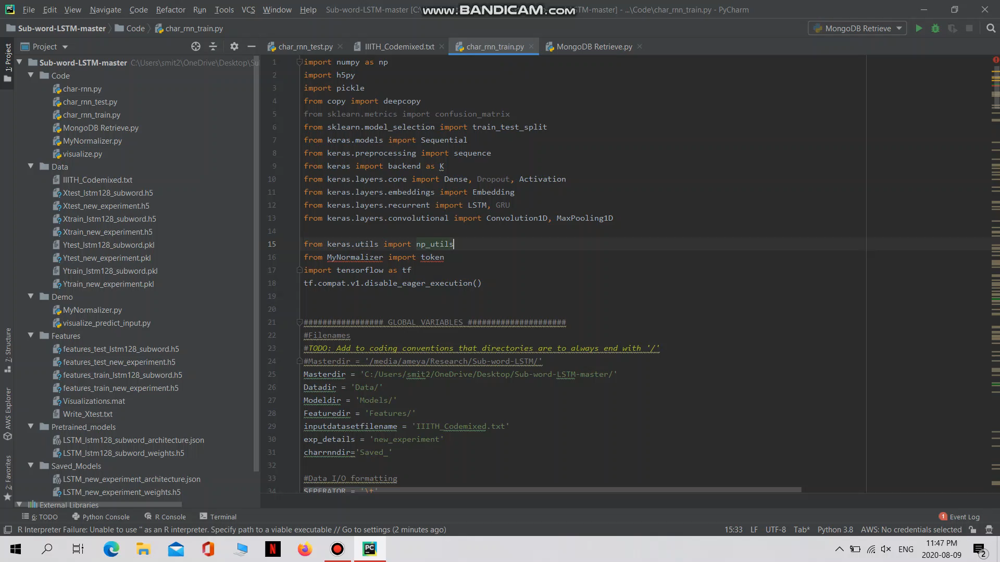 File Edit View Navigate Code Refactor Run Tools VCS Window Help Sub-word-LSTM-master [C:\ TM-master] - ...\Code\char_rnn_train.py - PyCharm
www.BANDICAM.com
Sub-word-LSTM-master Code char_rnn_train.py MongoDB Retrieve
Project char_rnn_test.py IIITH_Codemixed.txt char_rnn_train.py MongoDB Retrieve.py
1: Project
7: Structure
AWS Explorer
2: Favorites
Sub-word-LSTM-master C:\Users\smit2\OneDrive\Desktop\Su
Code
char-rnn.py
char_rnn_test.py
char_rnn_train.py
MongoDB Retrieve.py
MyNormalizer.py
visualize.py
Data
IIITH_Codemixed.txt
Xtest_lstm128_subword.h5
Xtest_new_experiment.h5
Xtrain_lstm128_subword.h5
Xtrain_new_experiment.h5
Ytest_lstm128_subword.pkl
Ytest_new_experiment.pkl
Ytrain_lstm128_subword.pkl
Ytrain_new_experiment.pkl
Demo
MyNormalizer.py
visualize_predict_input.py
Features
features_test_lstm128_subword.h5
features_test_new_experiment.h5
features_train_lstm128_subword.h5
features_train_new_experiment.h5
Visualizations.mat
Write_Xtest.txt
Pretrained_models
LSTM_lstm128_subword_architecture.json
LSTM_lstm128_subword_weights.h5
Saved_Models
LSTM_new_experiment_architecture.json
LSTM_new_experiment_weights.h5
External Libraries
1 import numpy as np
2 import h5py
3 import pickle
4 from copy import deepcopy
5 from sklearn.metrics import confusion_matrix
6 from sklearn.model_selection import train_test_split
7 from keras.models import Sequential
8 from keras.preprocessing import sequence
9 from keras import backend as K
10 from keras.layers.core import Dense, Dropout, Activation
11 from keras.layers.embeddings import Embedding
12 from keras.layers.recurrent import LSTM, GRU
13 from keras.layers.convolutional import Convolution1D, MaxPooling1D
14
15 from keras.utils import np_utils
16 from MyNormalizer import token
17 import tensorflow as tf
18 tf.compat.v1.disable_eager_execution()
19
20
21 ################# GLOBAL VARIABLES #####################
22 #Filenames
23 #TODO: Add to coding conventions that directories are to always end with '/'
24 #Masterdir = '/media/ameya/Research/Sub-word-LSTM/'
25 Masterdir = 'C:/Users/smit2/OneDrive/Desktop/Sub-word-LSTM-master/'
26 Datadir = 'Data/'
27 Modeldir = 'Models/'
28 Featuredir = 'Features/'
29 inputdatasetfilename = 'IIITH_Codemixed.txt'
30 exp_details = 'new_experiment'
31 charrnndir='Saved_'
32
33 #Data I/O formatting
34 SEPERATOR = '\t'
6: TODO Python Console R Console Terminal 1 Event Log
R Interpreter Failure: Unable to use '' as an R interpreter. Specify path to a viable executable // Go to settings (2 minutes ago) 15:33 LF UTF-8 Tab* Python 3.8 AWS: No credentials selected
N PC ENG 11:47 PM
2020-08-09 2